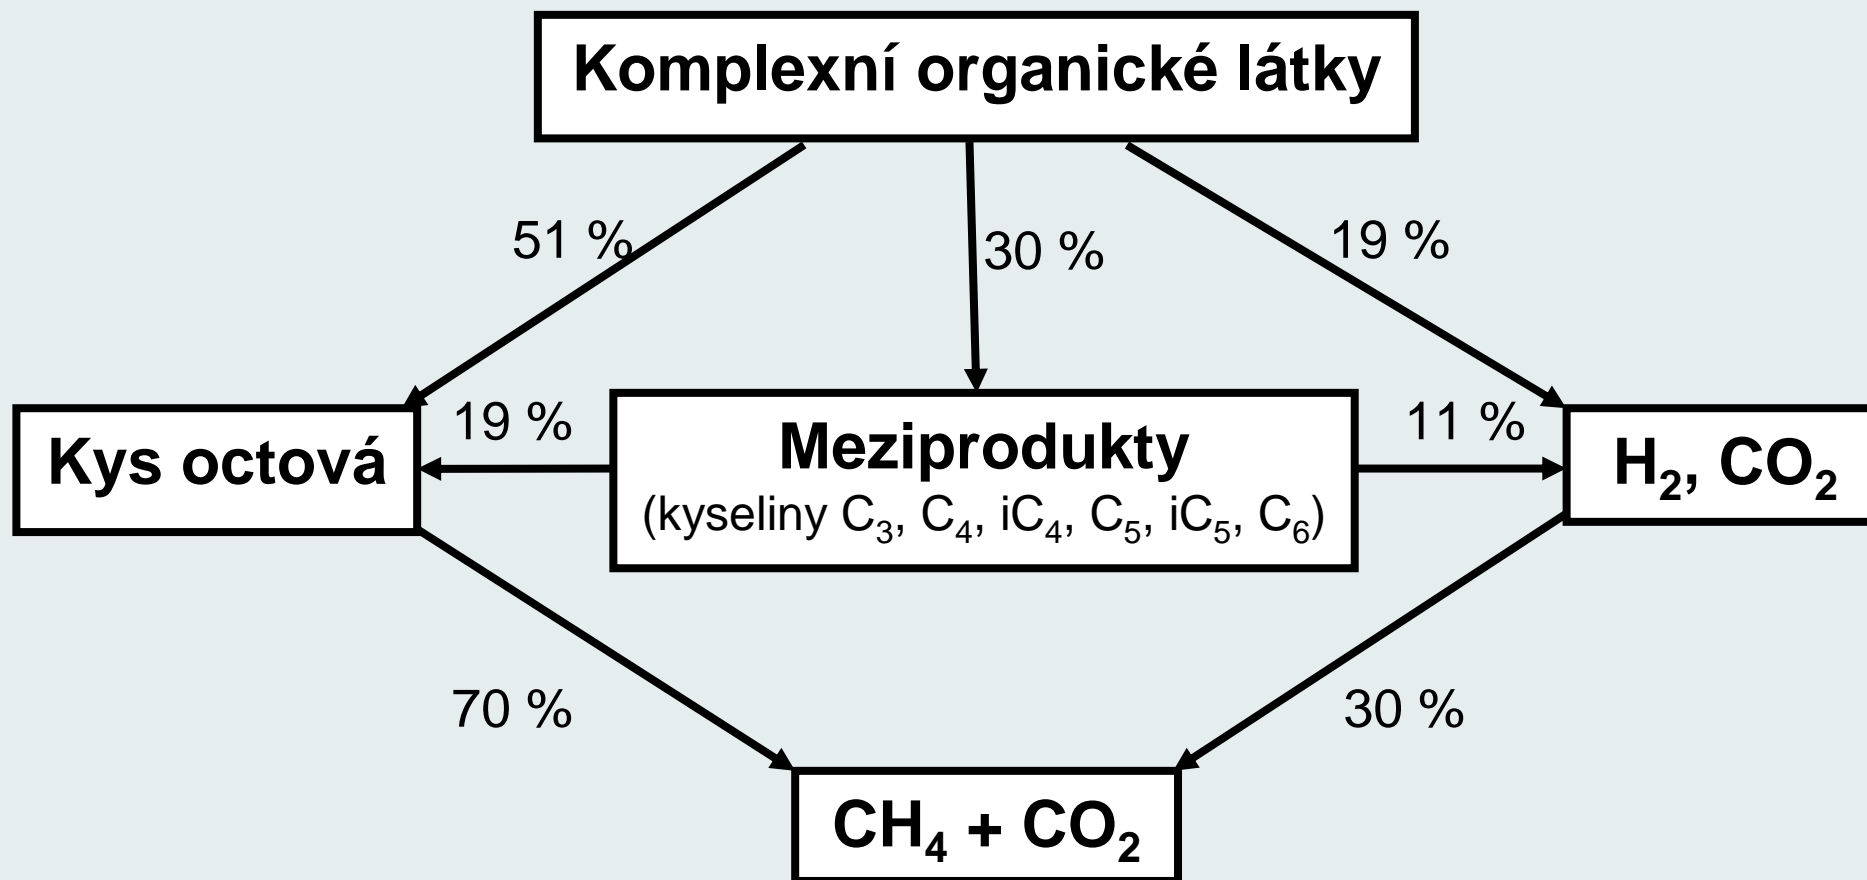 Komplexní organické látky
51 %
30 %
19 %
Kys octová
19 %
Meziprodukty
(kyseliny C₃, C₄, iC₄, C₅, iC₅, C₆)
11 %
H₂, CO₂
70 %
30 %
CH₄ + CO₂